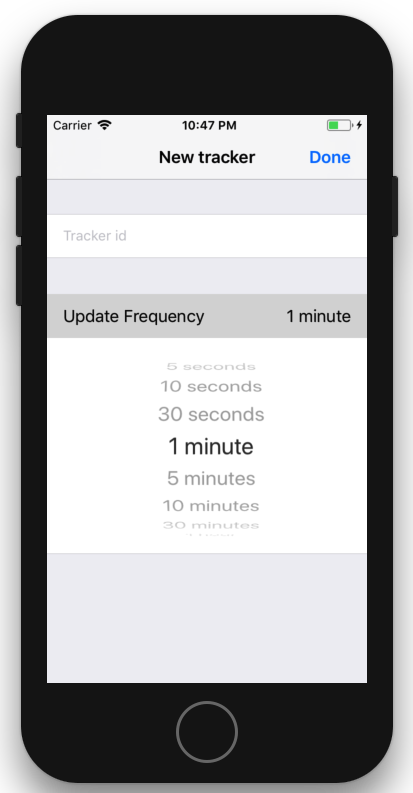 Carrier 10:47 PM
New tracker Done
Tracker id
Update Frequency 1 minute
5 seconds
10 seconds
30 seconds
1 minute
5 minutes
10 minutes
30 minutes